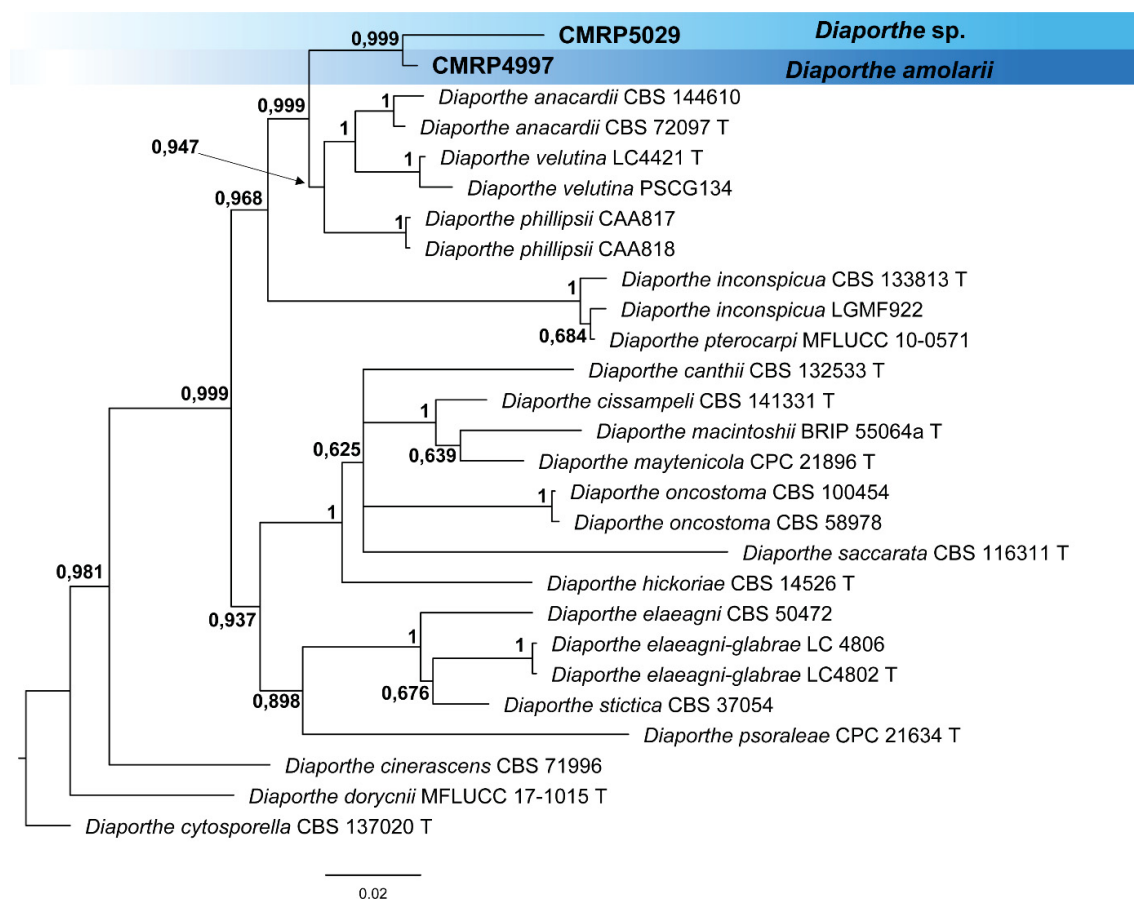 0,999 CMRP5029 Diaporthe sp.
CMRP4997 Diaporthe amolarii
0,999 1 Diaporthe anacardii CBS 144610
0,947 1 Diaporthe anacardii CBS 72097 T
1 Diaporthe velutina LC4421 T
0,968 Diaporthe velutina PSCG134
1 Diaporthe phillipsii CAA817
Diaporthe phillipsii CAA818
1 Diaporthe inconspicua CBS 133813 T
Diaporthe inconspicua LGMF922
0,684 Diaporthe pterocarpi MFLUCC 10-0571
Diaporthe canthii CBS 132533 T
0,999 1 Diaporthe cissampeli CBS 141331 T
Diaporthe macintoshii BRIP 55064a T
0,625 0,639 Diaporthe maytenicola CPC 21896 T
1 Diaporthe oncostoma CBS 100454
1 Diaporthe oncostoma CBS 58978
Diaporthe saccarata CBS 116311 T
0,981 Diaporthe hickoriae CBS 14526 T
0,937 Diaporthe elaeagni CBS 50472
1 1 Diaporthe elaeagni-glabrae LC 4806
Diaporthe elaeagni-glabrae LC4802 T
0,898 0,676 Diaporthe stictica CBS 37054
Diaporthe psoraleae CPC 21634 T
Diaporthe cinerascens CBS 71996
Diaporthe dorycnii MFLUCC 17-1015 T
Diaporthe cytosporella CBS 137020 T
0.02